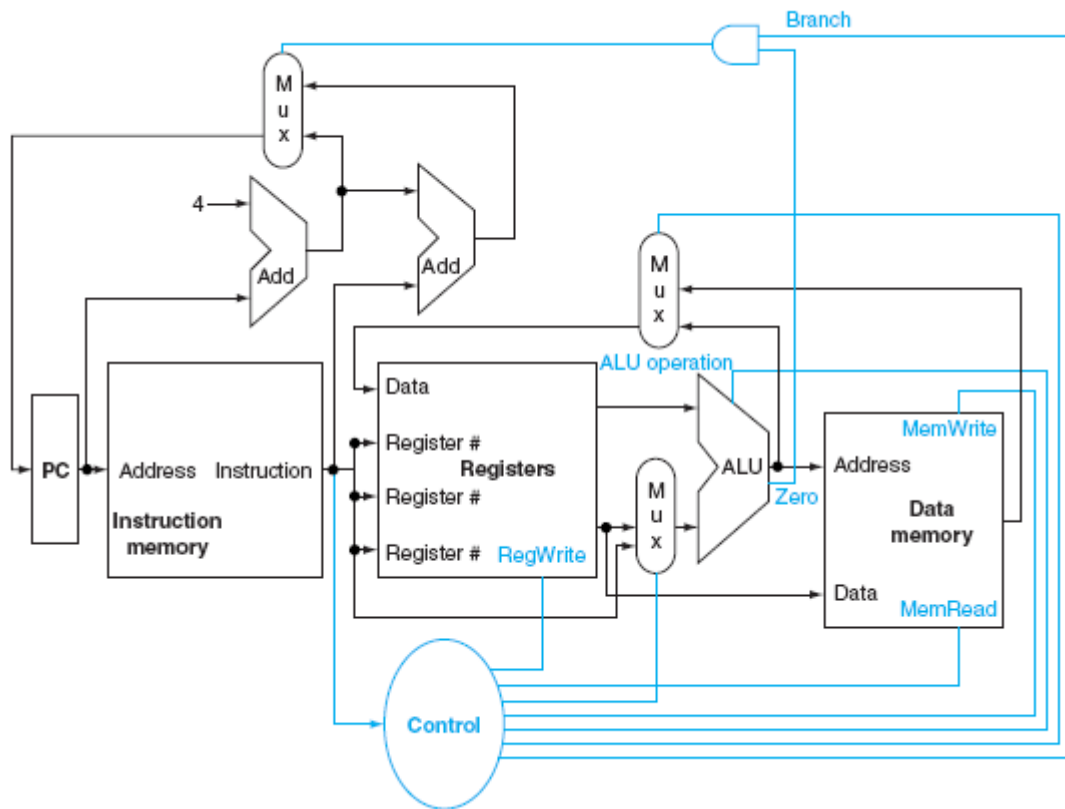 Branch
M
u
x
4
Add
Add
M
u
x
ALU operation
Data
Register #
Registers
Register #
Register #
RegWrite
PC
Address
Instruction
Instruction
memory
M
u
x
ALU
Zero
MemWrite
Address
Data
memory
Data
MemRead
Control